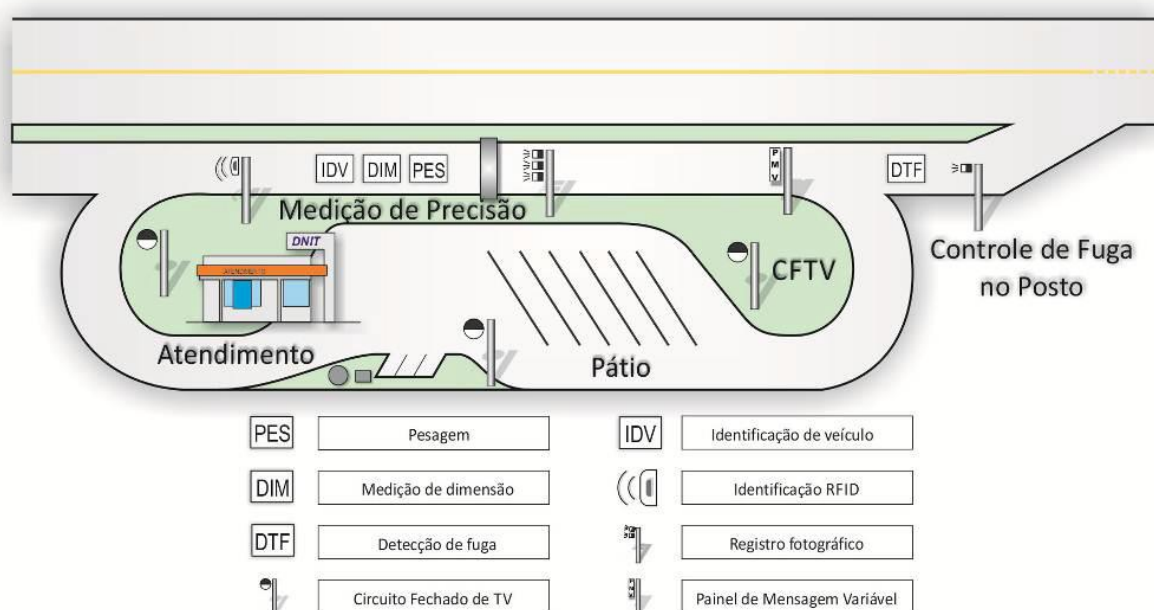 IDV DIM PES
P
M
V
DTF
Medição de Precisão
DNIT
ATENDIMENTO
CFTV
Controle de Fuga
no Posto
Atendimento
Pátio
PES Pesagem
IDV Identificação de veículo
DIM Medição de dimensão
Identificação RFID
DTF Detecção de fuga
Registro fotográfico
Circuito Fechado de TV
Painel de Mensagem Variável